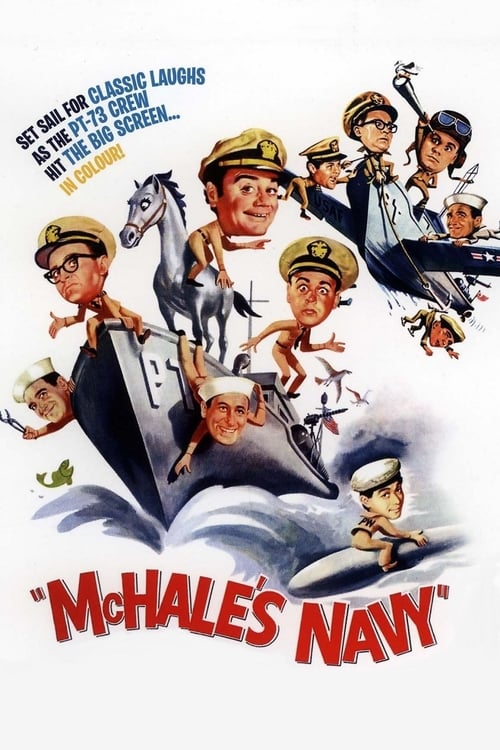 SET SAIL FOR CLASSIC LAUGHS
AS THE PT-73 CREW
HIT THE BIG SCREEN...
IN COLOUR!
USAF
PT
"McHALE'S NAVY"